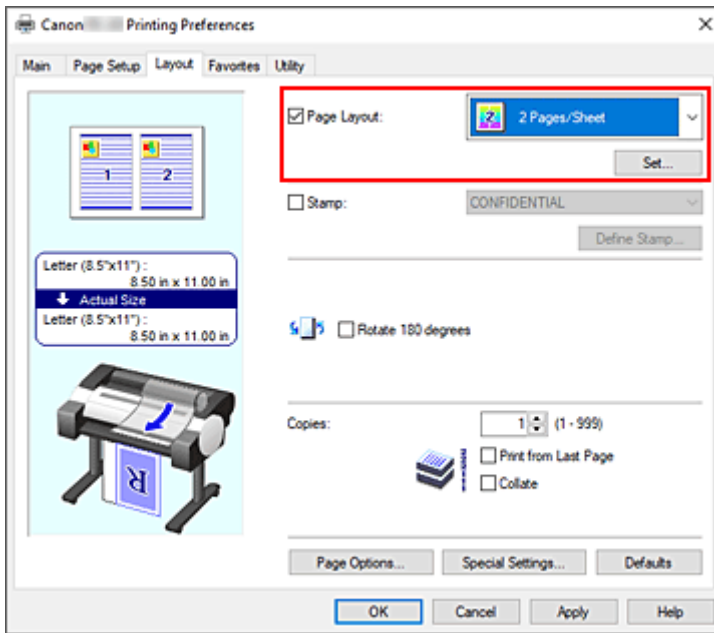 Canon Printing Preferences
Main Page Setup Layout Favorites Utility
Page Layout: 2 Pages/Sheet
Set...
1 2
Stamp: CONFIDENTIAL
Define Stamp...
Letter (8.5"x11") :
8.50 in x 11.00 in
Actual Size
Letter (8.5"x11") :
8.50 in x 11.00 in
Rotate 180 degrees
Copies: 1 (1 - 999)
Print from Last Page
Collate
R
Page Options... Special Settings... Defaults
OK Cancel Apply Help